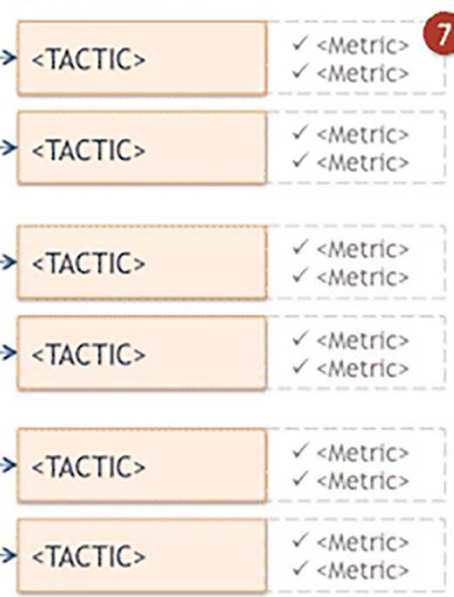 7
<TACTIC>
✓ <Metric>
✓ <Metric>
<TACTIC>
✓ <Metric>
✓ <Metric>
<TACTIC>
✓ <Metric>
✓ <Metric>
<TACTIC>
✓ <Metric>
✓ <Metric>
<TACTIC>
✓ <Metric>
✓ <Metric>
<TACTIC>
✓ <Metric>
✓ <Metric>